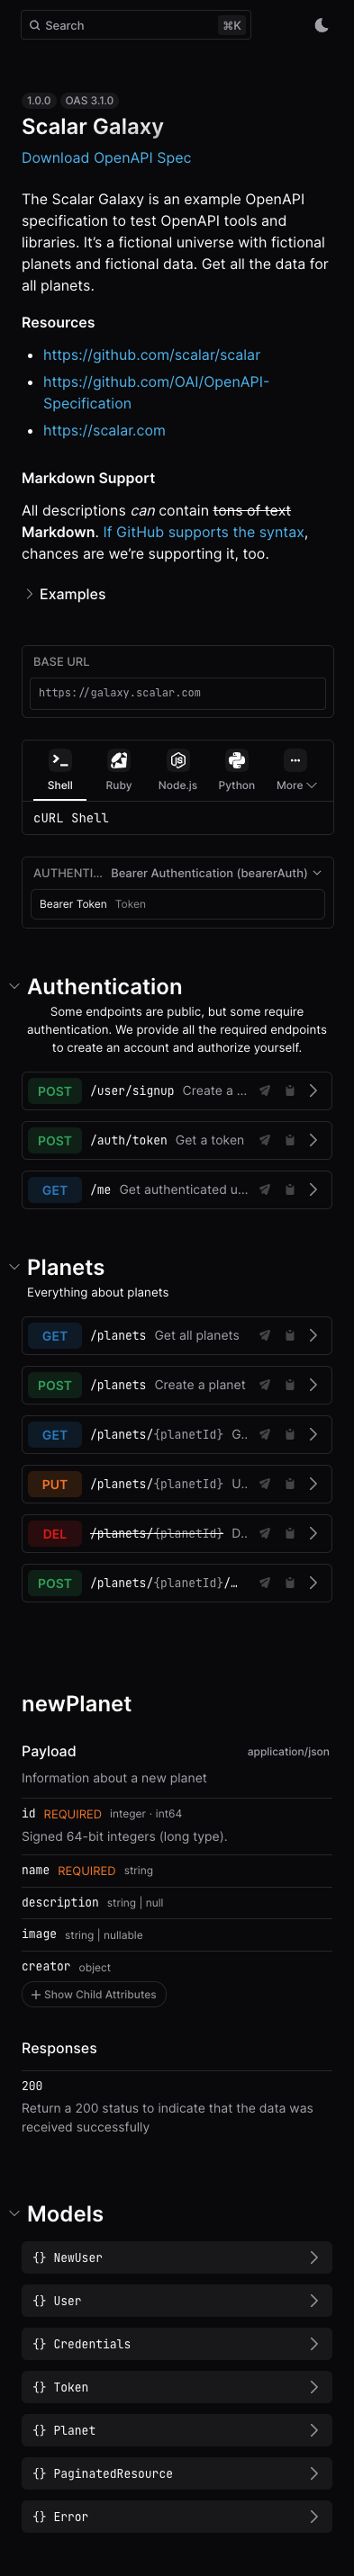 Search ⌘K
1.0.0 OAS 3.1.0
Scalar Galaxy
Download OpenAPI Spec
The Scalar Galaxy is an example OpenAPI
specification to test OpenAPI tools and
libraries. It’s a fictional universe with fictional
planets and fictional data. Get all the data for
all planets.
Resources
https://github.com/scalar/scalar
https://github.com/OAI/OpenAPI-
Specification
https://scalar.com
Markdown Support
All descriptions can contain tons of text
Markdown. If GitHub supports the syntax,
chances are we’re supporting it, too.
Examples
BASE URL
https://galaxy.scalar.com
Shell Ruby Node.js Python More
cURL Shell
AUTHENTI... Bearer Authentication (bearerAuth)
Bearer Token Token
Authentication
Some endpoints are public, but some require
authentication. We provide all the required endpoints
to create an account and authorize yourself.
POST /user/signup Create a ...
POST /auth/token Get a token
GET /me Get authenticated u...
Planets
Everything about planets
GET /planets Get all planets
POST /planets Create a planet
GET /planets/{planetId} G..
PUT /planets/{planetId} U..
DEL /planets/{planetId} D..
POST /planets/{planetId}/…
newPlanet
Payload application/json
Information about a new planet
id REQUIRED integer · int64
Signed 64-bit integers (long type).
name REQUIRED string
description string | null
image string | nullable
creator object
Show Child Attributes
Responses
200
Return a 200 status to indicate that the data was
received successfully
Models
{} NewUser
{} User
{} Credentials
{} Token
{} Planet
{} PaginatedResource
{} Error